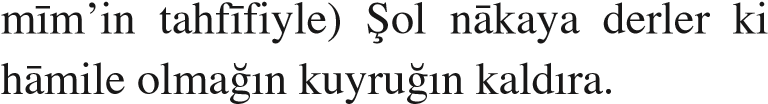 mīm’in tahfīfiyle) Şol nākaya derler ki
hāmile olmağın kuyruğın kaldıra.